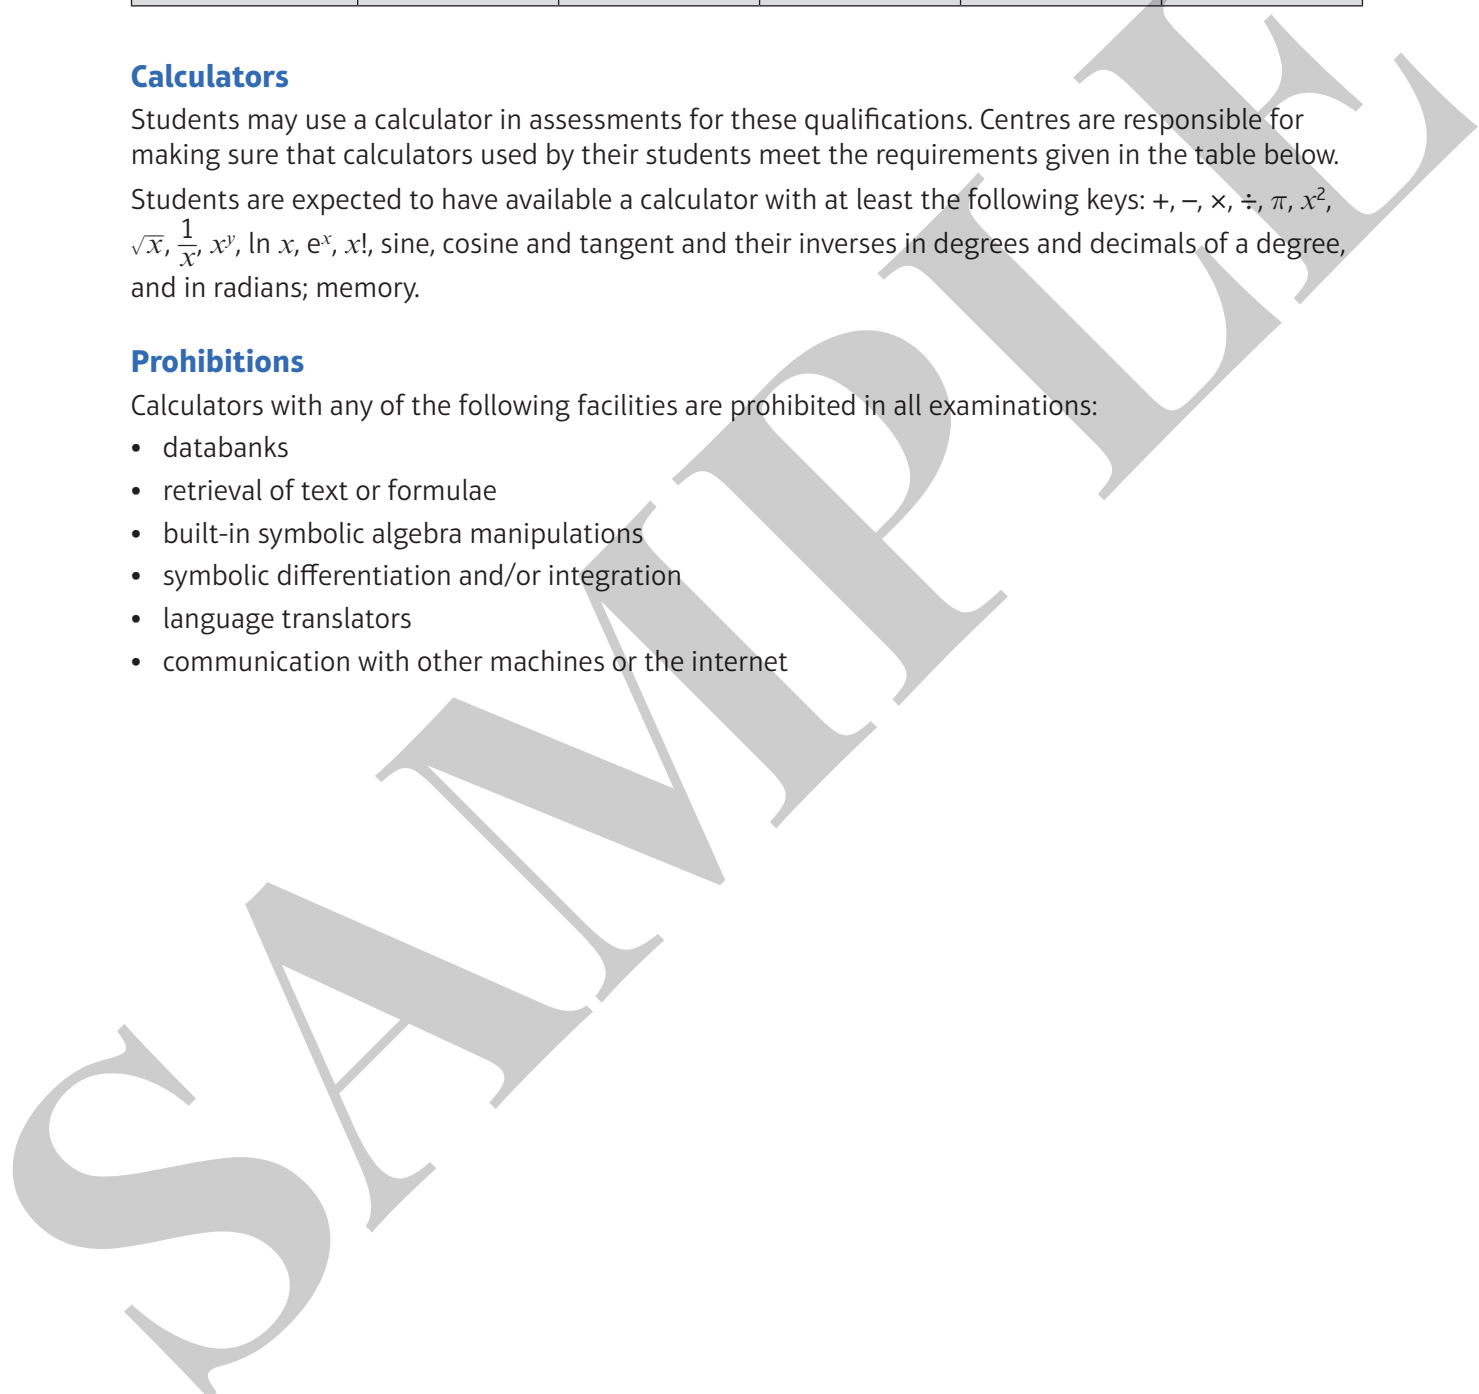 Calculators
Students may use a calculator in assessments for these qualifications. Centres are responsible for
making sure that calculators used by their students meet the requirements given in the table below.
Students are expected to have available a calculator with at least the following keys: +, –, ×, ÷, π, x²,
√x, 1/x, xʸ, ln x, eˣ, x!, sine, cosine and tangent and their inverses in degrees and decimals of a degree,
and in radians; memory.
Prohibitions
Calculators with any of the following facilities are prohibited in all examinations:
• databanks
• retrieval of text or formulae
• built-in symbolic algebra manipulations
• symbolic differentiation and/or integration
• language translators
• communication with other machines or the internet
SAMPLE